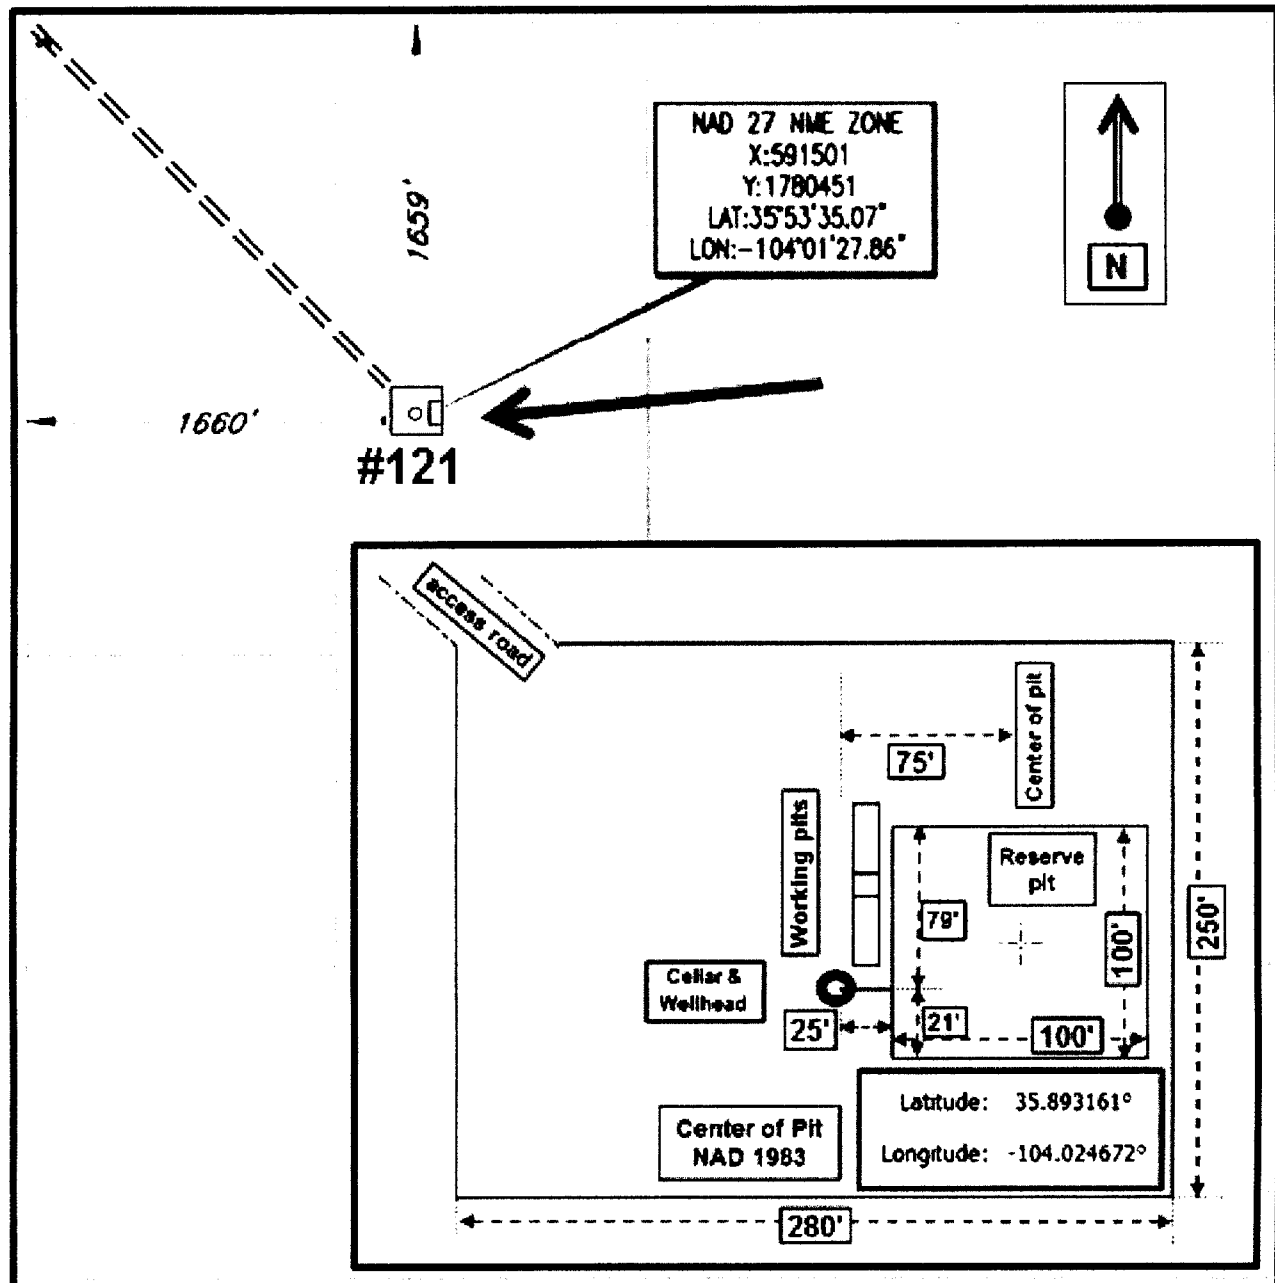 1659'
NAD 27 NME ZONE
X:591501
Y:1780451
LAT:35°53'35.07"
LON:-104°01'27.86"
N
1660'
#121
access road
Center of pit
75'
Working pits
Reserve
pit
79'
100'
250'
Cellar &
Wellhead
25'
21'
100'
Latitude: 35.893161°
Longitude: -104.024672°
Center of Pit
NAD 1983
280'